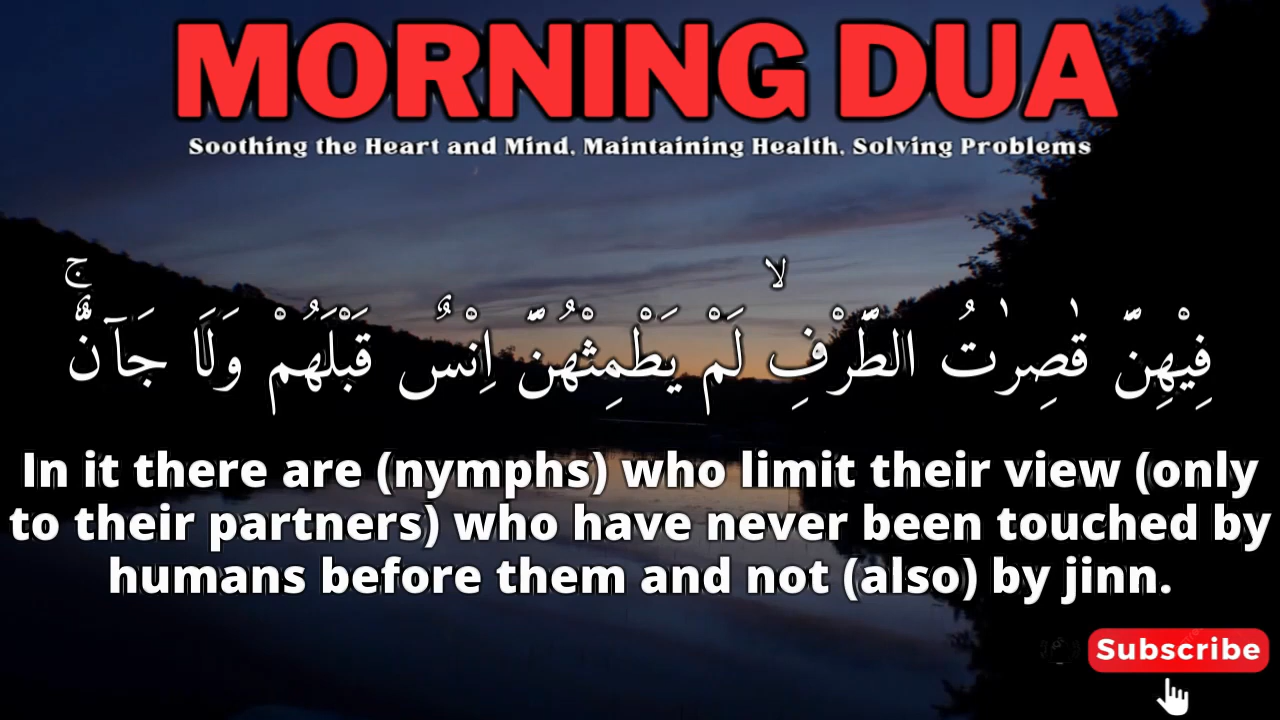 MORNING DUA
Soothing the Heart and Mind, Maintaining Health, Solving Problems
فِيْهِنَّ قٰصِرٰتُ الطَّرْفِۙ لَمْ يَطْمِثْهُنَّ اِنْسٌ قَبْلَهُمْ وَلَا جَاۤنٌّۚ
In it there are (nymphs) who limit their view (only
to their partners) who have never been touched by
humans before them and not (also) by jinn.
Subscribe